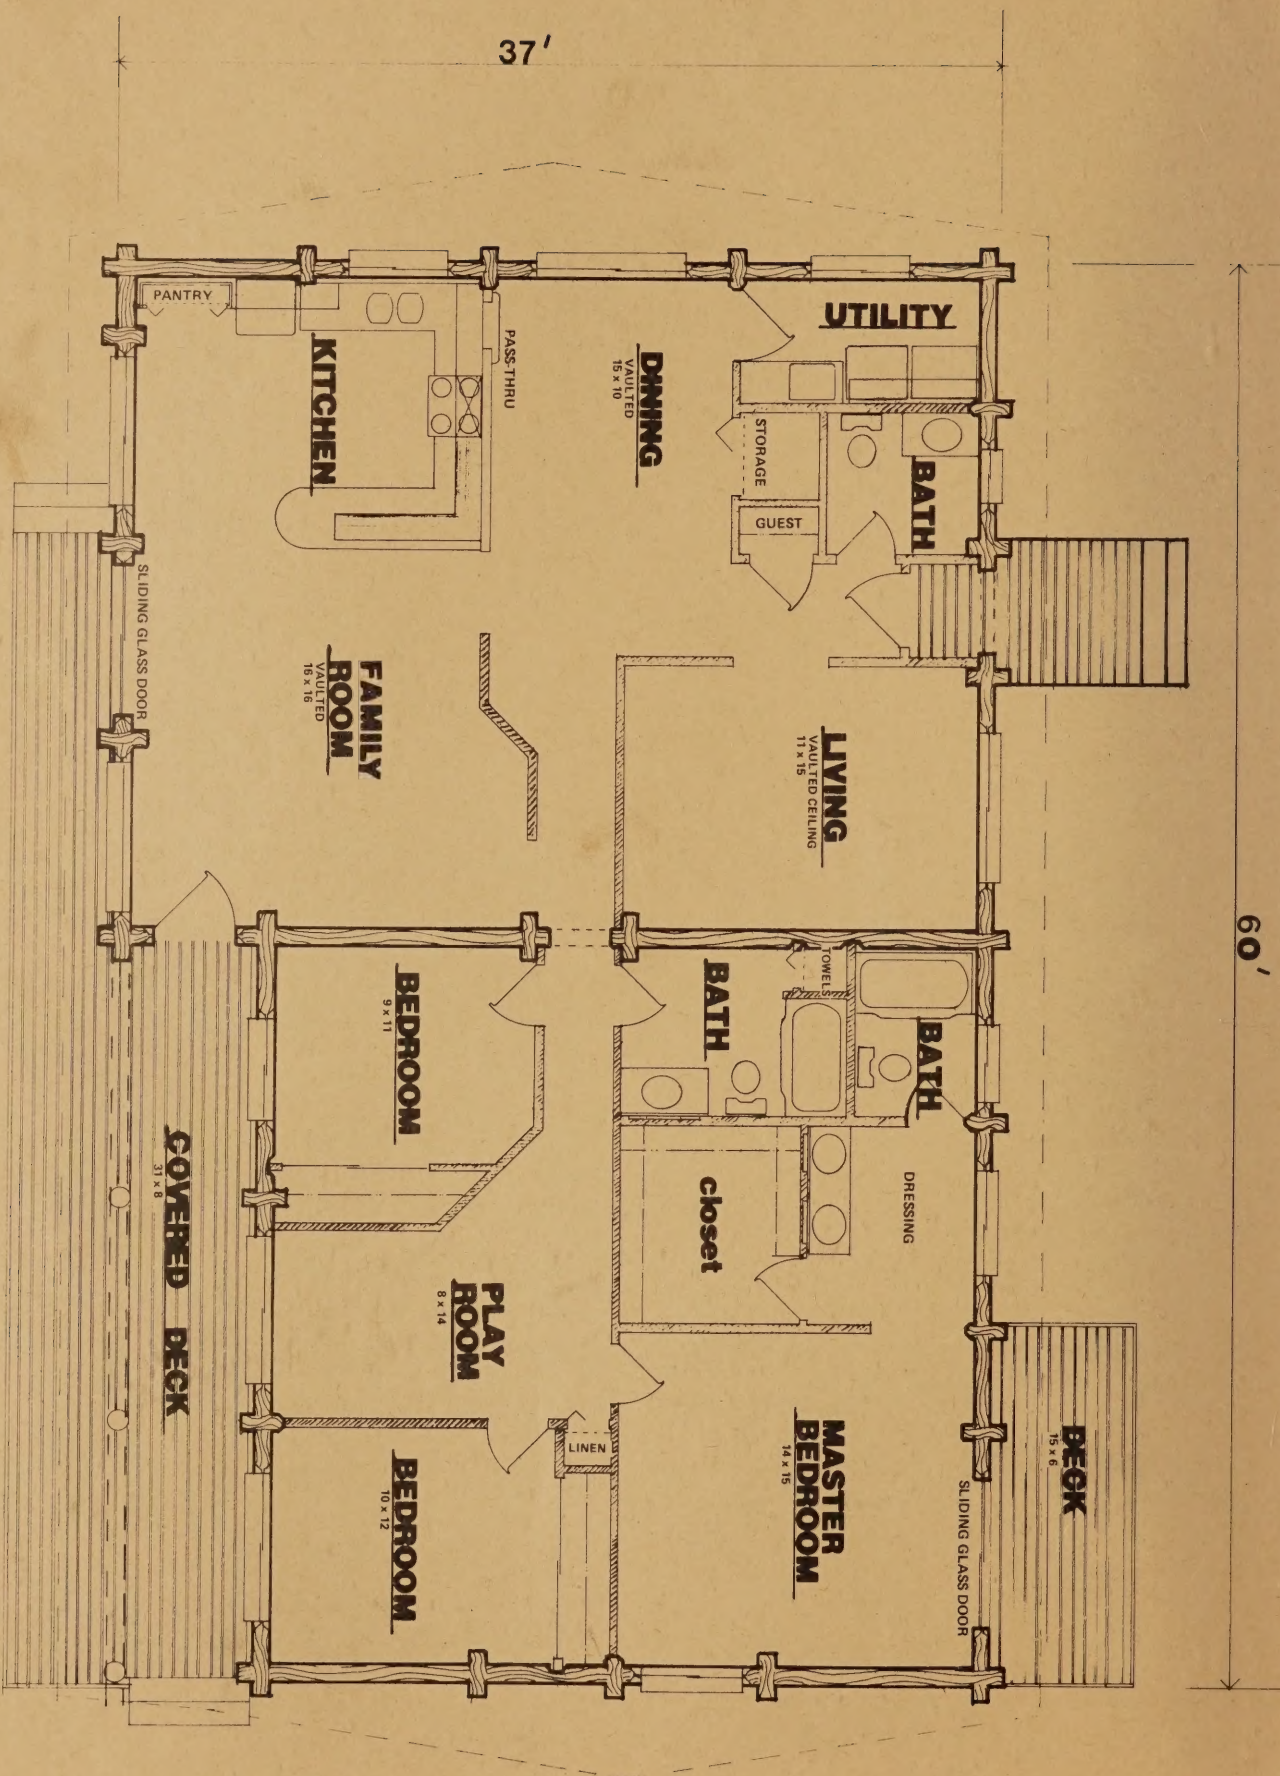 37'
PANTRY
UTILITY
KITCHEN
PASS-THRU
DINING
VAULTED
15 x 10
STORAGE
BATH
GUEST
SLIDING GLASS DOOR
FAMILY
ROOM
VAULTED
16 x 16
LIVING
VAULTED CEILING
11 x 15
60'
BEDROOM
9 x 11
BATH
TOWELS
BATH
COVERED DECK
31 x 8
closet
DRESSING
PLAY
ROOM
8 x 14
BEDROOM
10 x 12
LINEN
MASTER
BEDROOM
14 x 15
SLIDING GLASS DOOR
DECK
15 x 6